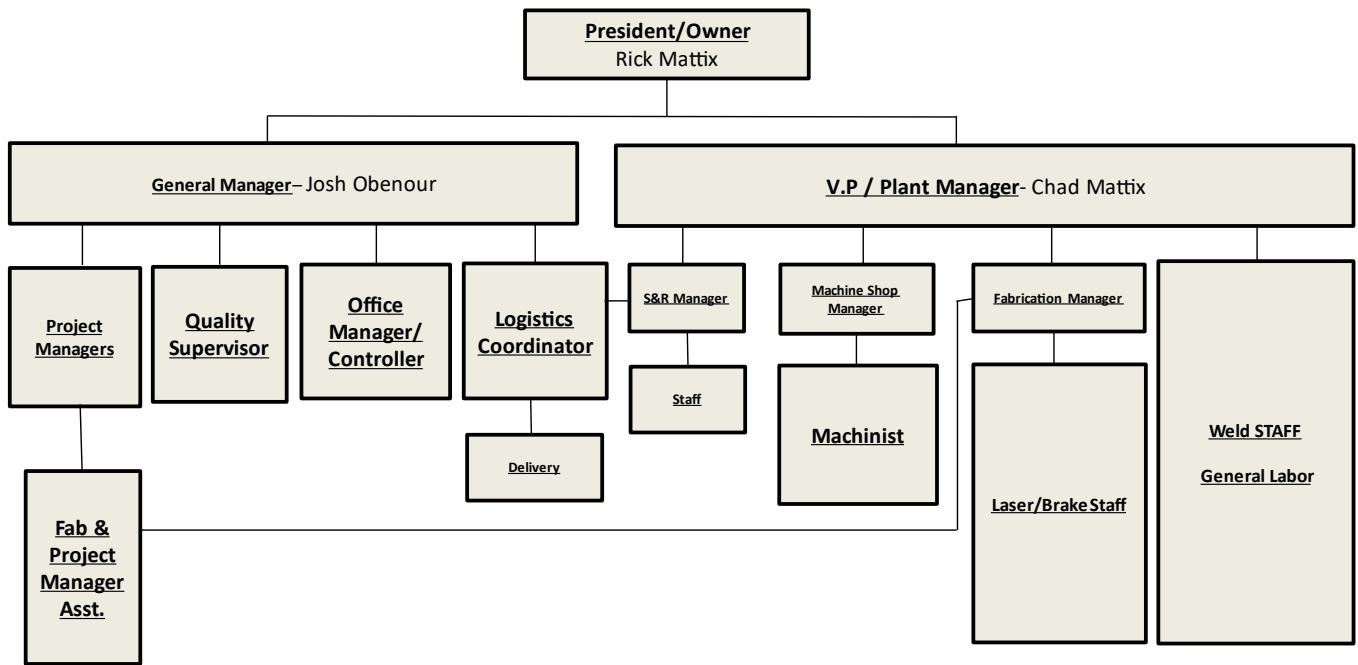 President/Owner
Rick Mattix
General Manager– Josh Obenour
V.P / Plant Manager- Chad Mattix
Project
Managers
Quality
Supervisor
Office
Manager/
Controller
Logistics
Coordinator
S&R Manager
Machine Shop
Manager
Fabrication Manager
Staff
Machinist
Delivery
Weld STAFF
General Labor
Laser/Brake Staff
Fab &
Project
Manager
Asst.